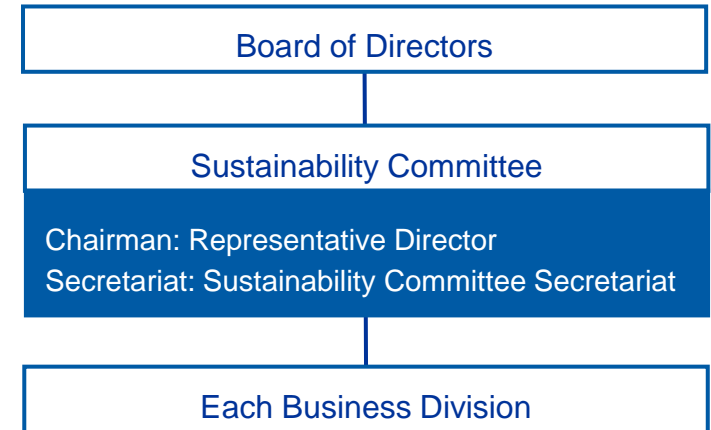 Board of Directors
Sustainability Committee
Chairman: Representative Director
Secretariat: Sustainability Committee Secretariat
Each Business Division